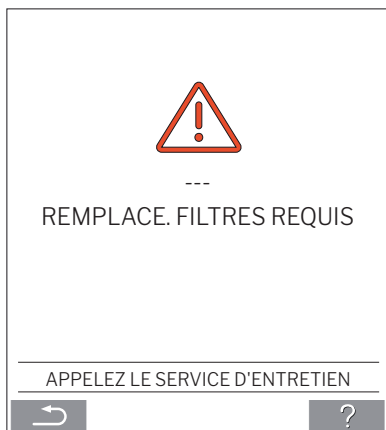 ---
REMPLACE. FILTRES REQUIS
APPELEZ LE SERVICE D'ENTRETIEN
?